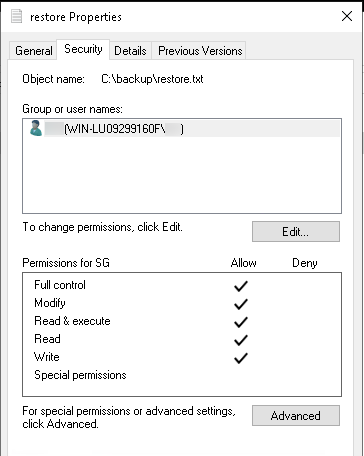 restore Properties
General Security Details Previous Versions
Object name: C:\backup\restore.txt
Group or user names:
(WIN-LU09299160F\ )
To change permissions, click Edit.
Edit...
Permissions for SG Allow Deny
Full control
Modify
Read & execute
Read
Write
Special permissions
For special permissions or advanced settings,
click Advanced.
Advanced